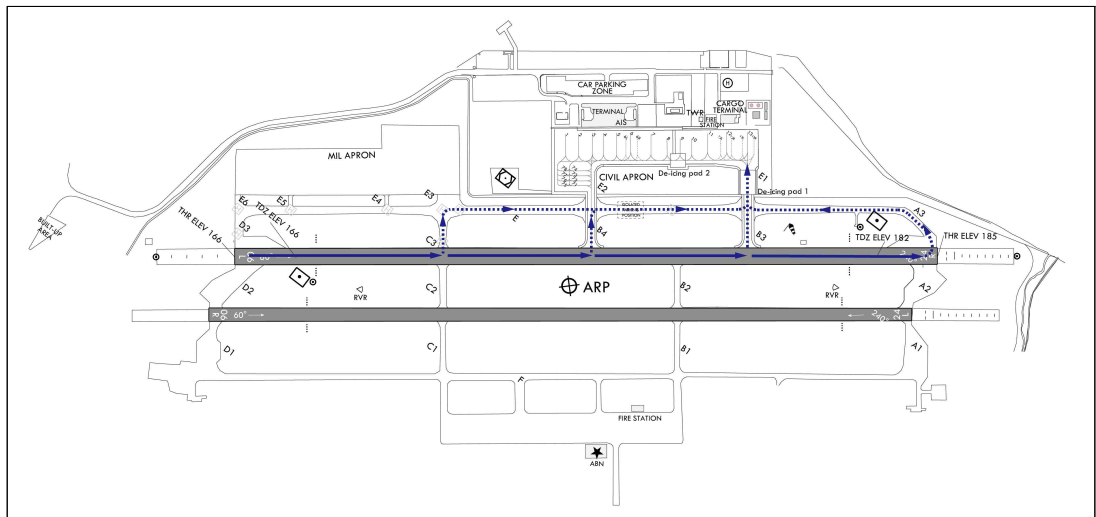 H
CAR PARKING
ZONE
TERMINAL
AIS
TWR
CARGO
TERMINAL
FIRE
STATION
MIL APRON
CIVIL APRON
De-icing pad 2
De-icing pad 1
E1
E2
E3
E4
E5
E6
E
ISOLATED
POSITION
BUILT-UP
AREA
THR ELEV 166
TDZ ELEV 166
D3
C3
B4
B3
A3
TDZ ELEV 182
THR ELEV 185
D2
RVR
C2
ARP
B2
RVR
A2
R
60°
240°
24
L
D1
C1
B1
A1
F
FIRE STATION
ABN